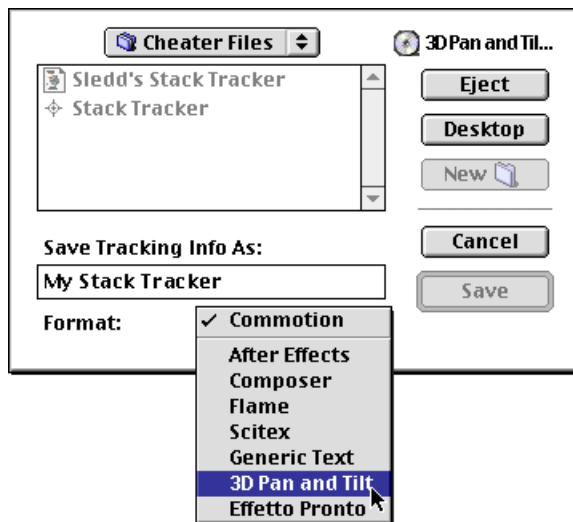 Cheater Files
3D Pan and Til...
Sledd's Stack Tracker
Stack Tracker
Eject
Desktop
New
Save Tracking Info As:
My Stack Tracker
Cancel
Save
Format:
Commotion
After Effects
Composer
Flame
Scitex
Generic Text
3D Pan and Tilt
Effetto Pronto